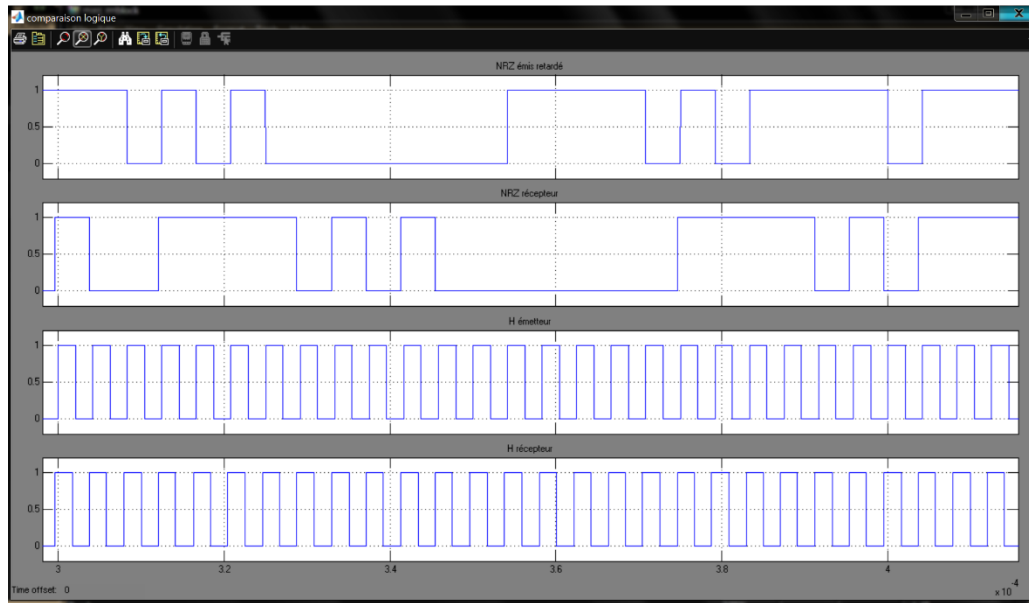 comparaison logique
NRZ émis retardé
1
0.5
0
NRZ récepteur
1
0.5
0
H émetteur
1
0.5
0
H récepteur
1
0.5
0
3 3.2 3.4 3.6 3.8 4
Time offset: 0
x 10 -4